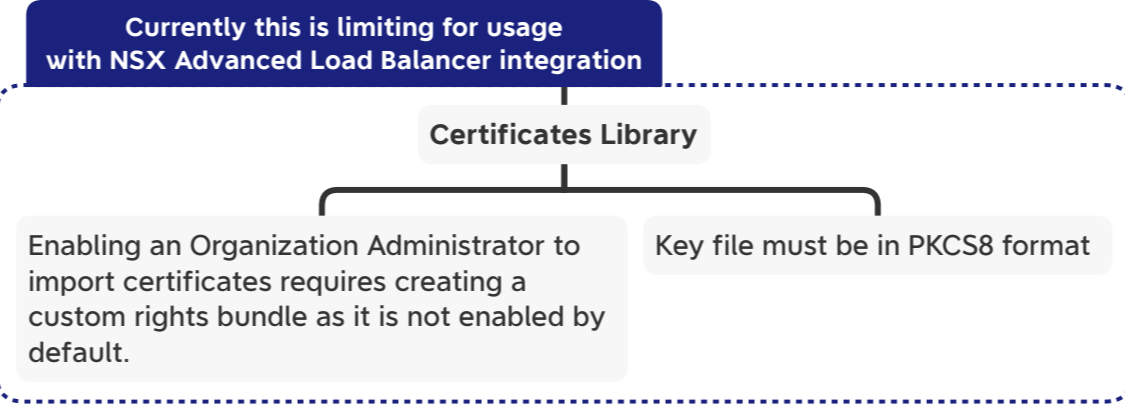 Currently this is limiting for usage
with NSX Advanced Load Balancer integration
Certificates Library
Enabling an Organization Administrator to
import certificates requires creating a
custom rights bundle as it is not enabled by
default.
Key file must be in PKCS8 format